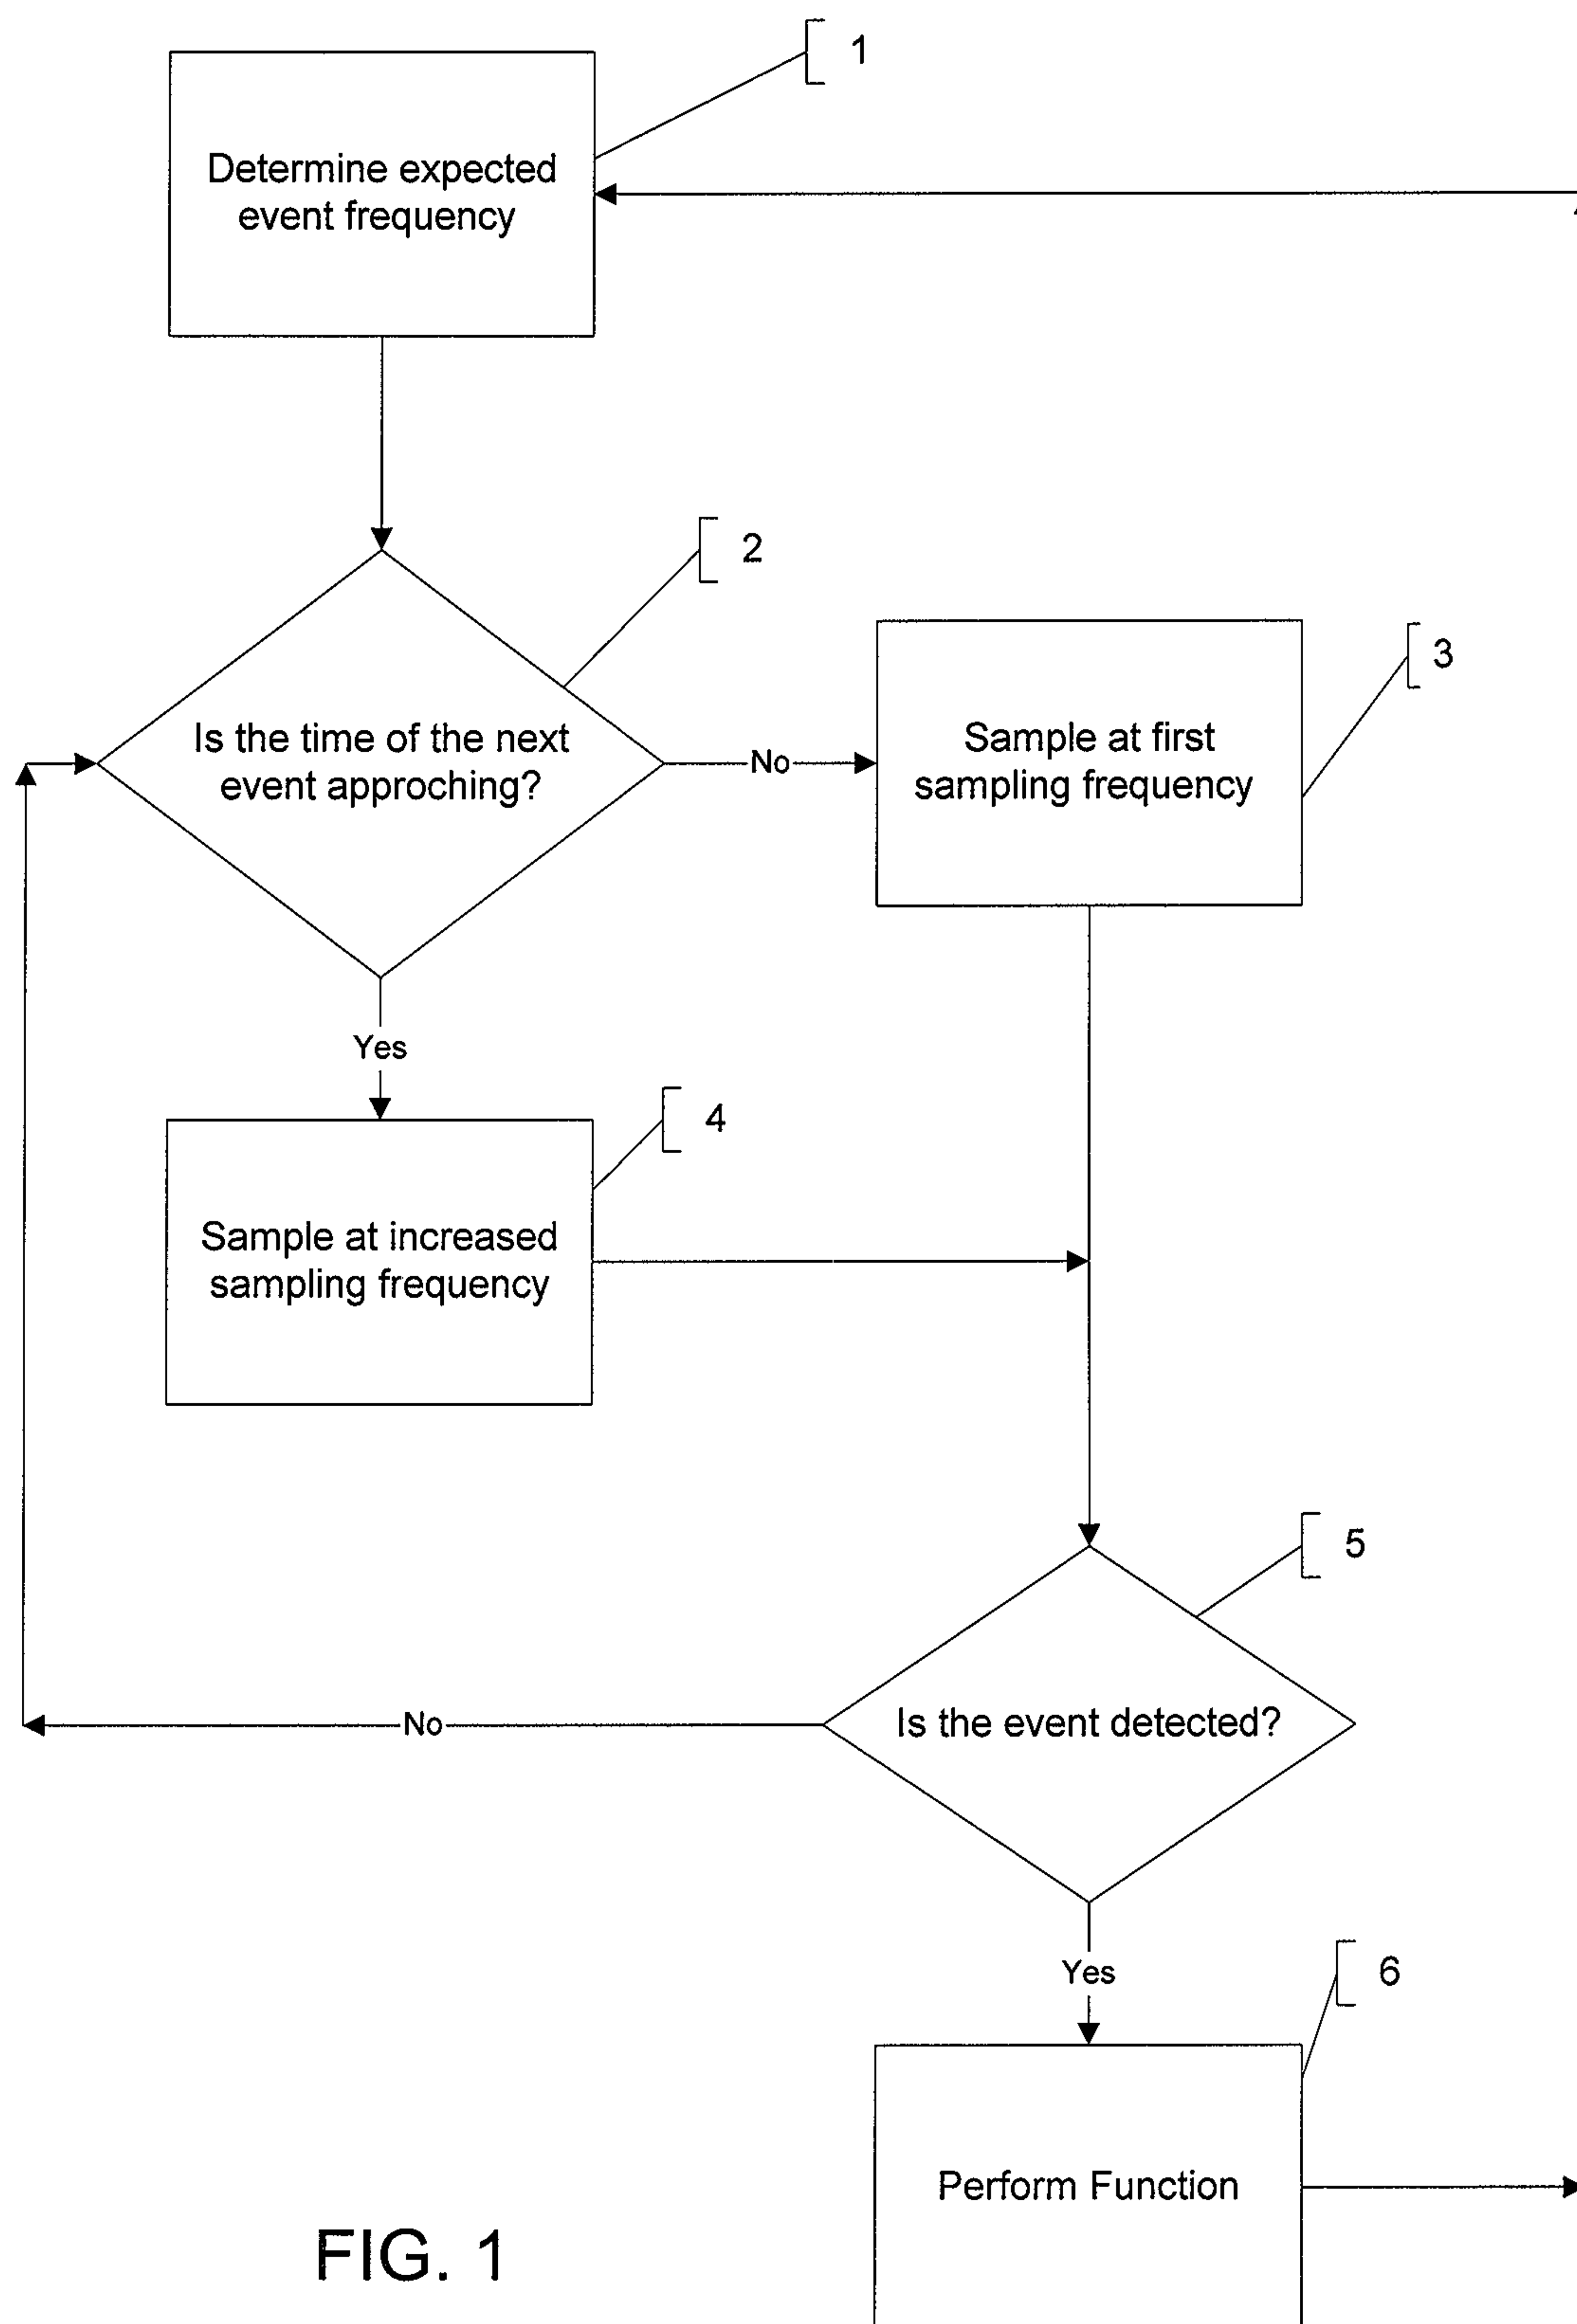 1
Determine expected
event frequency
2
3
Is the time of the next
event approching?
No
Sample at first
sampling frequency
Yes
4
Sample at increased
sampling frequency
5
Is the event detected?
No
Yes
6
Perform Function
FIG. 1